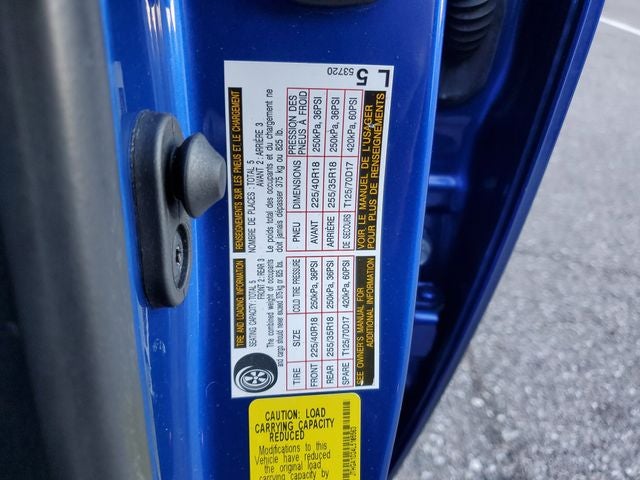 TIRE AND LOADING INFORMATION
SEATING CAPACITY: TOTAL 5
FRONT 2: REAR 3
The combined weight of occupants
and cargo should never exceed 375 kg or 825 lb.
TIRE SIZE COLD TIRE PRESSURE
FRONT 225/40R18 250kPa, 36PSI
REAR 255/35R18 250kPa, 36PSI
SPARE T125/70D17 420kPa, 60PSI
SEE OWNER'S MANUAL FOR
ADDITIONAL INFORMATION
RENSEIGNEMENTS SUR LES PNEUS ET LE CHARGEMENT
NOMBRE DE PLACES : TOTAL 5
AVANT 2 : ARRIÈRE 3
Le poids total des occupants et du chargement ne
doit jamais dépasser 375 kg ou 825 lb.
PNEU DIMENSIONS PRESSION DES
PNEUS À FROID
AVANT 225/40R18 250kPa, 36PSI
ARRIÈRE 255/35R18 250kPa, 36PSI
DE SECOURS T125/70D17 420kPa, 60PSI
VOIR LE MANUEL DE L'USAGER
POUR PLUS DE RENSEIGNEMENTS
L 5
53720
CAUTION: LOAD
CARRYING CAPACITY
REDUCED
Modifications to this
Vehicle have reduced
the original load